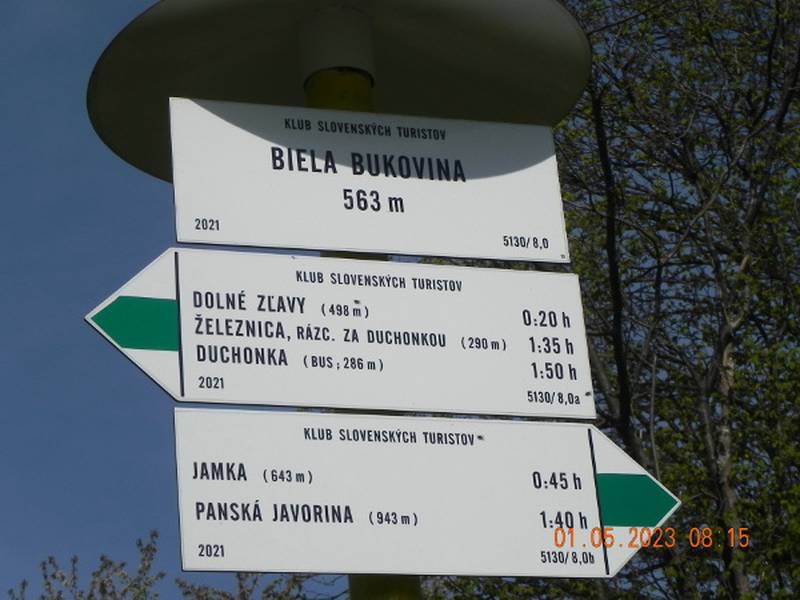 KLUB SLOVENSKÝCH TURISTOV
BIELA BUKOVINA
563 m
2021 5130/8,0
KLUB SLOVENSKÝCH TURISTOV
DOLNÉ ZĽAVY (498 m) 0:20 h
ŽELEZNICA, RÁZC. ZA DUCHONKOU (290 m) 1:35 h
DUCHONKA (BUS ; 286 m) 1:50 h
2021 5130/8,0a
KLUB SLOVENSKÝCH TURISTOV
JAMKA (643 m) 0:45 h
PANSKÁ JAVORINA (943 m) 1:40 h
01.05.2023 08:15
2021 5130/8,0b